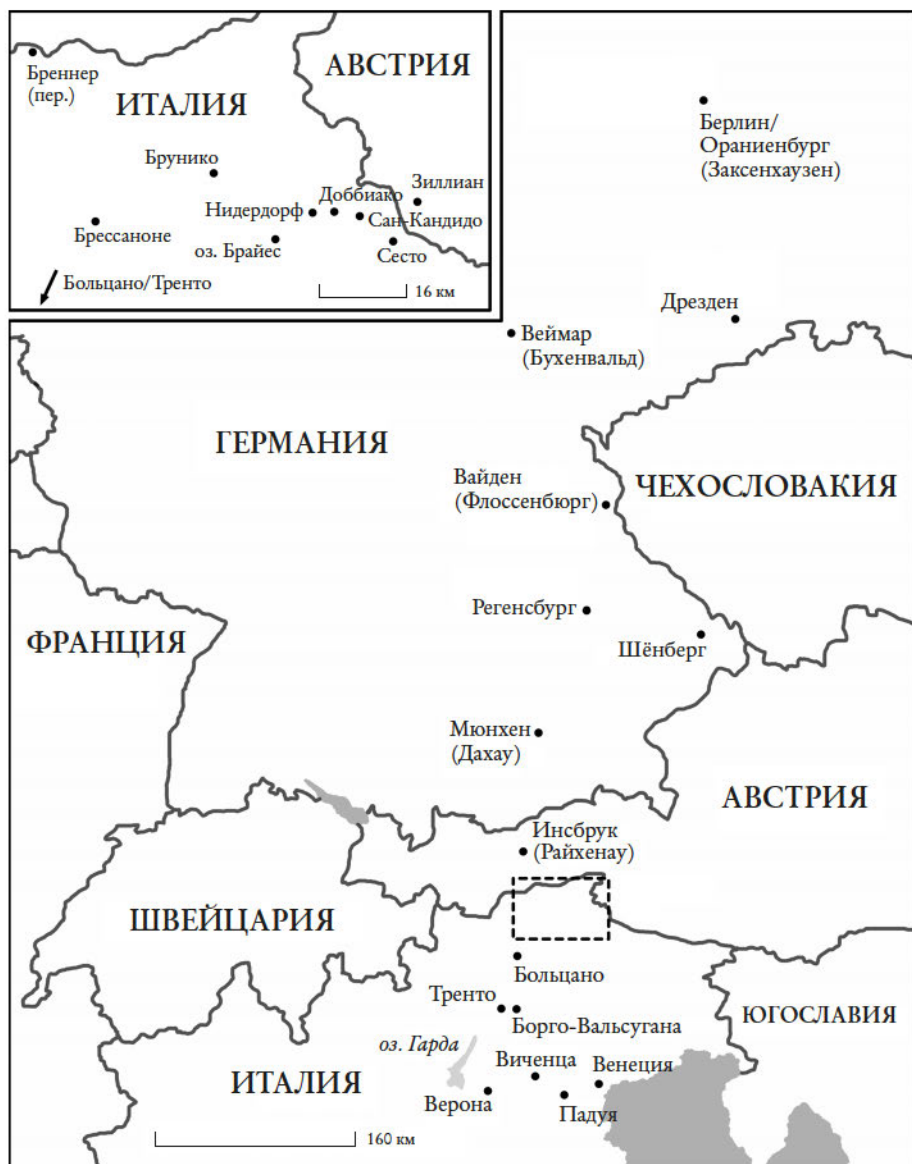 АВСТРИЯ
Бреннер
(пер.)
ИТАЛИЯ
Брунико
Зиллиан
Доббиако
Нидердорф
Сан-Кандидо
Брессаноне
оз. Брайес
Сесто
Больцано/Тренто
16 км
Берлин/
Ораниенбург
(Заксенхаузен)
Дрезден
Веймар
(Бухенвальд)
ГЕРМАНИЯ
Вайден
(Флоссенбюрг)
ЧЕХОСЛОВАКИЯ
Регенсбург
ФРАНЦИЯ
Шёнберг
Мюнхен
(Дахау)
АВСТРИЯ
Инсбрук
(Райхенау)
ШВЕЙЦАРИЯ
Больцано
Тренто
ЮГОСЛАВИЯ
Борго-Вальсугана
оз. Гарда
Виченца
Венеция
ИТАЛИЯ
Верона
Падуя
160 км